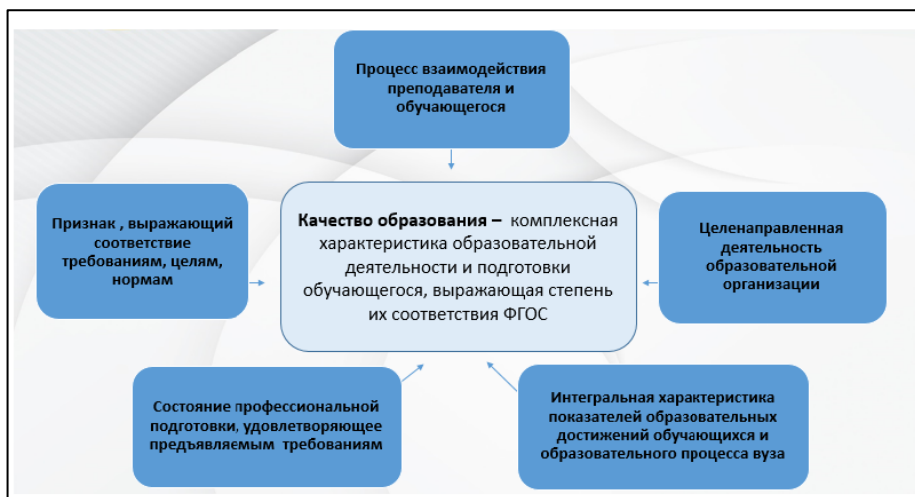 Процесс взаимодействия
преподавателя и
обучающегося
Признак , выражающий
соответствие
требованиям, целям,
нормам
Качество образования – комплексная
характеристика образовательной
деятельности и подготовки
обучающегося, выражающая степень
их соответствия ФГОС
Целенаправленная
деятельность
образовательной
организации
Состояние профессиональной
подготовки, удовлетворяющее
предъявляемым требованиям
Интегральная характеристика
показателей образовательных
достижений обучающихся и
образовательного процесса вуза